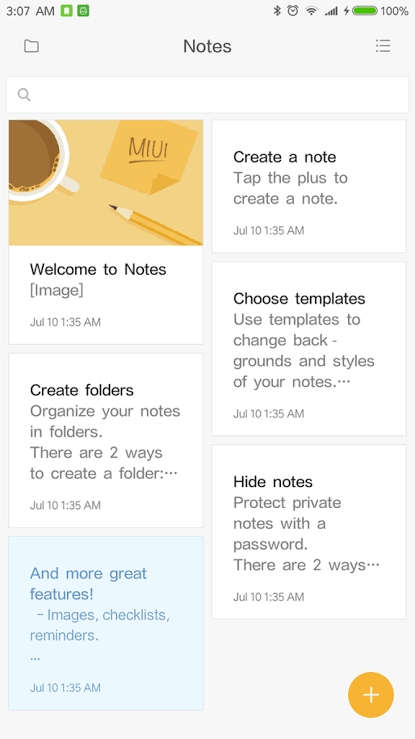 3:07 AM
100%
Notes
MIUI
Welcome to Notes
[Image]
Jul 10 1:35 AM
Create a note
Tap the plus to
create a note.
Jul 10 1:35 AM
Choose templates
Use templates to
change back-
grounds and styles
of your notes.…
Jul 10 1:35 AM
Create folders
Organize your notes
in folders.
There are 2 ways
to create a folder:…
Jul 10 1:35 AM
Hide notes
Protect private
notes with a
password.
There are 2 ways…
Jul 10 1:35 AM
And more great
features!
- Images, checklists,
reminders.
…
Jul 10 1:35 AM